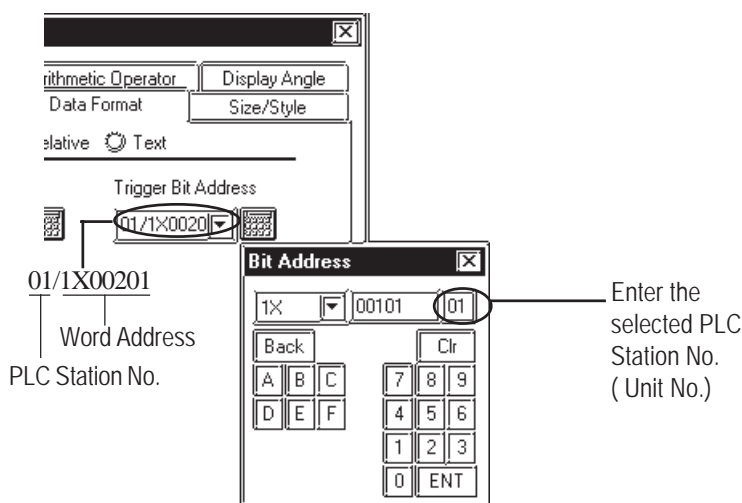 rithmetic Operator Display Angle
Data Format Size/Style
elative Text
Trigger Bit Address
01/1X0020
01/1X00201
Word Address
PLC Station No.
Bit Address
1X 00101 01
Back Clr
A B C 7 8 9
D E F 4 5 6
1 2 3
0 ENT
Enter the
selected PLC
Station No.
( Unit No.)